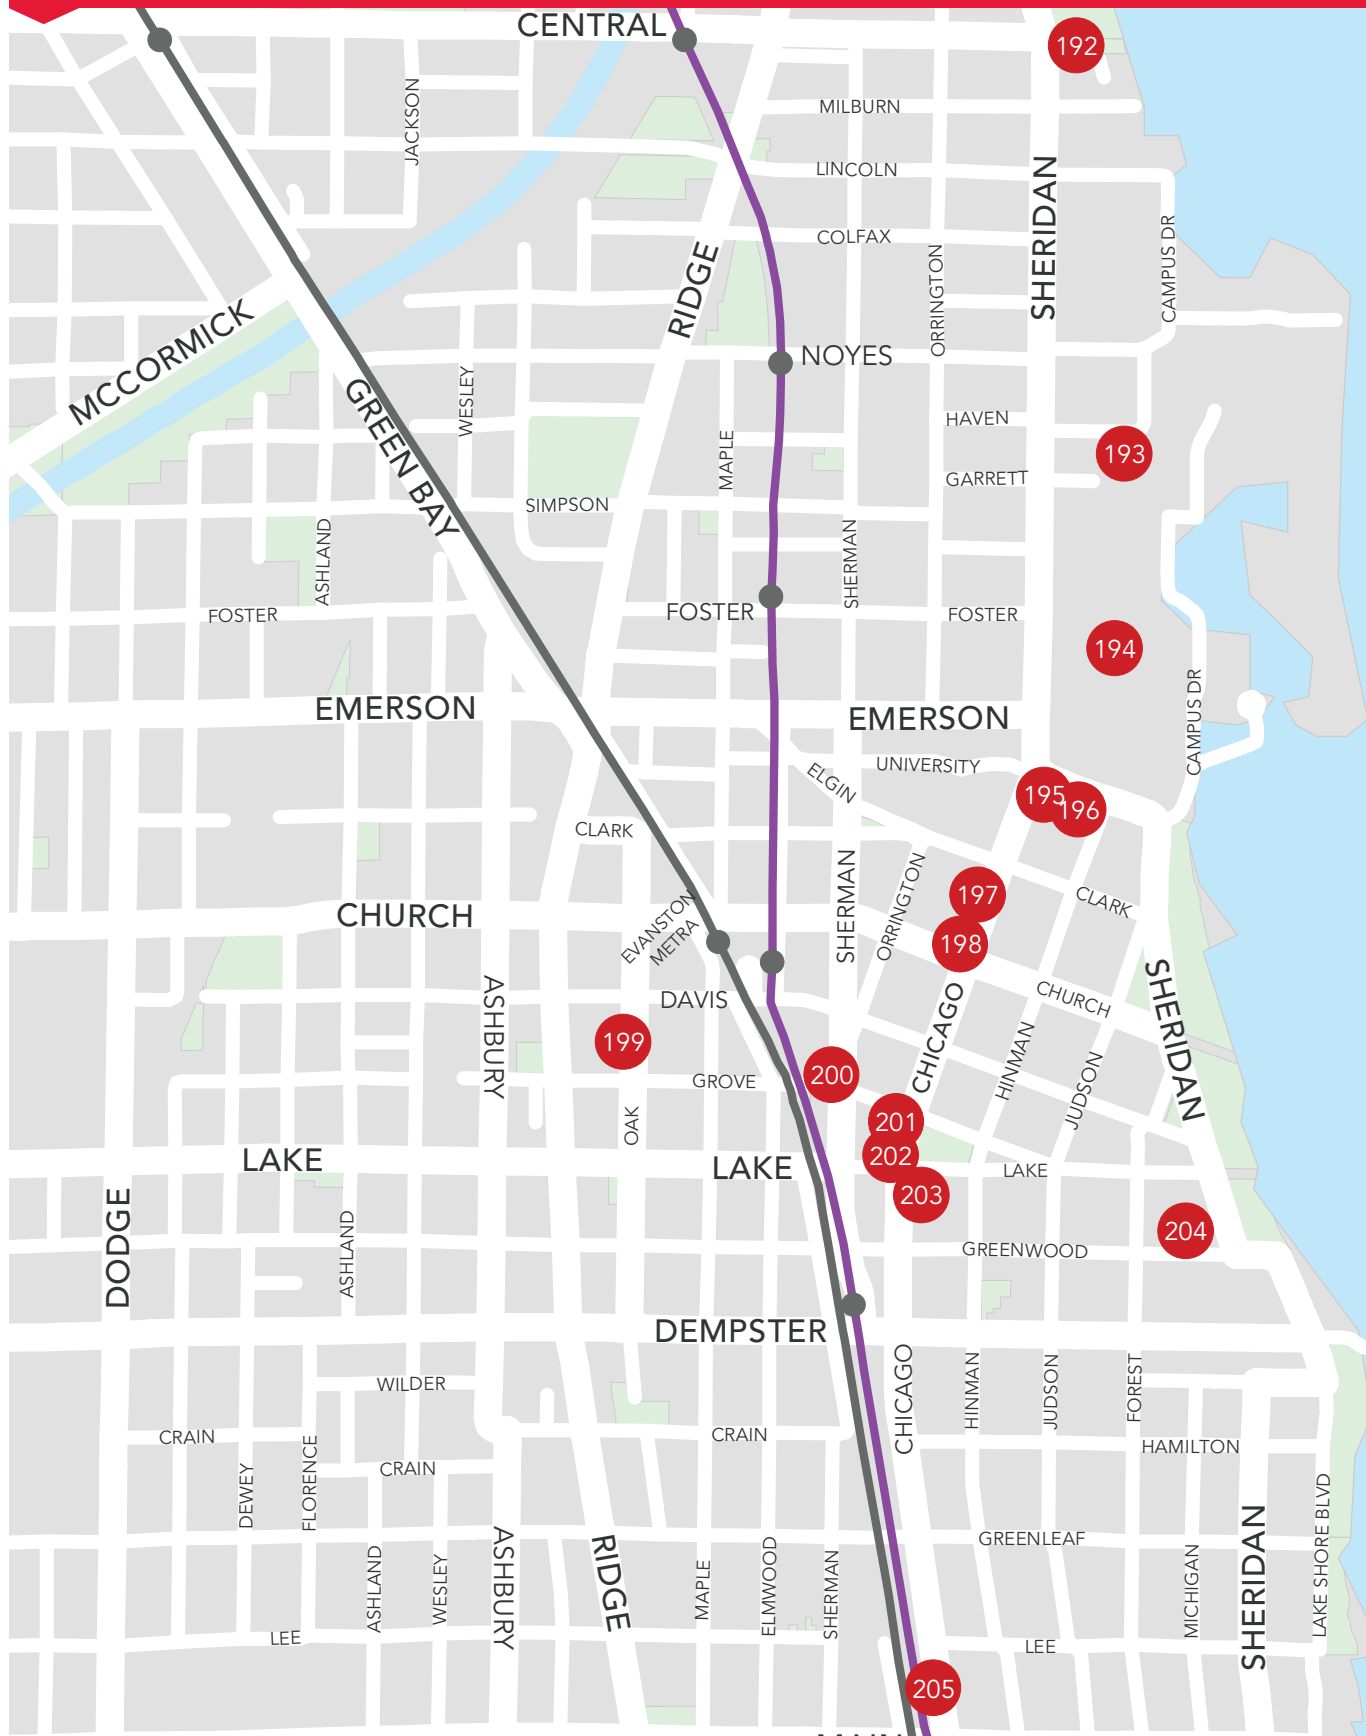 CENTRAL
192
MILBURN
JACKSON
LINCOLN
SHERIDAN
COLFAX
CAMPUS DR
RIDGE
ORRINGTON
MCCORMICK
NOYES
GREEN BAY
WESLEY
HAVEN
MAPLE
193
GARRETT
SIMPSON
ASHLAND
SHERMAN
FOSTER
FOSTER
FOSTER
194
EMERSON
EMERSON
CAMPUS DR
UNIVERSITY
ELGIN
195
196
CLARK
SHERMAN
ORRINGTON
197
CLARK
CHURCH
EVANSTON
METRA
198
SHERIDAN
ASHBURY
DAVIS
CHICAGO
CHURCH
HINMAN
199
JUDSON
GROVE
200
OAK
201
LAKE
LAKE
202
LAKE
203
DODGE
ASHLAND
204
GREENWOOD
DEMPSTER
CHICAGO
HINMAN
JUDSON
FOREST
WILDER
CRAIN
CRAIN
HAMILTON
DEWEY
FLORENCE
CRAIN
LAKE SHORE BLVD
SHERIDAN
ASHBURY
RIDGE
GREENLEAF
ASHLAND
WESLEY
MAPLE
ELMWOOD
SHERMAN
MICHIGAN
LEE
LEE
205
MAIN